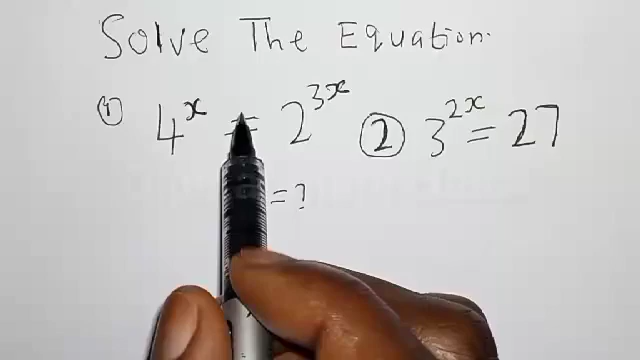 Solve The Equation.
① 4^x = 2^3x ② 3^2x = 27
= ?